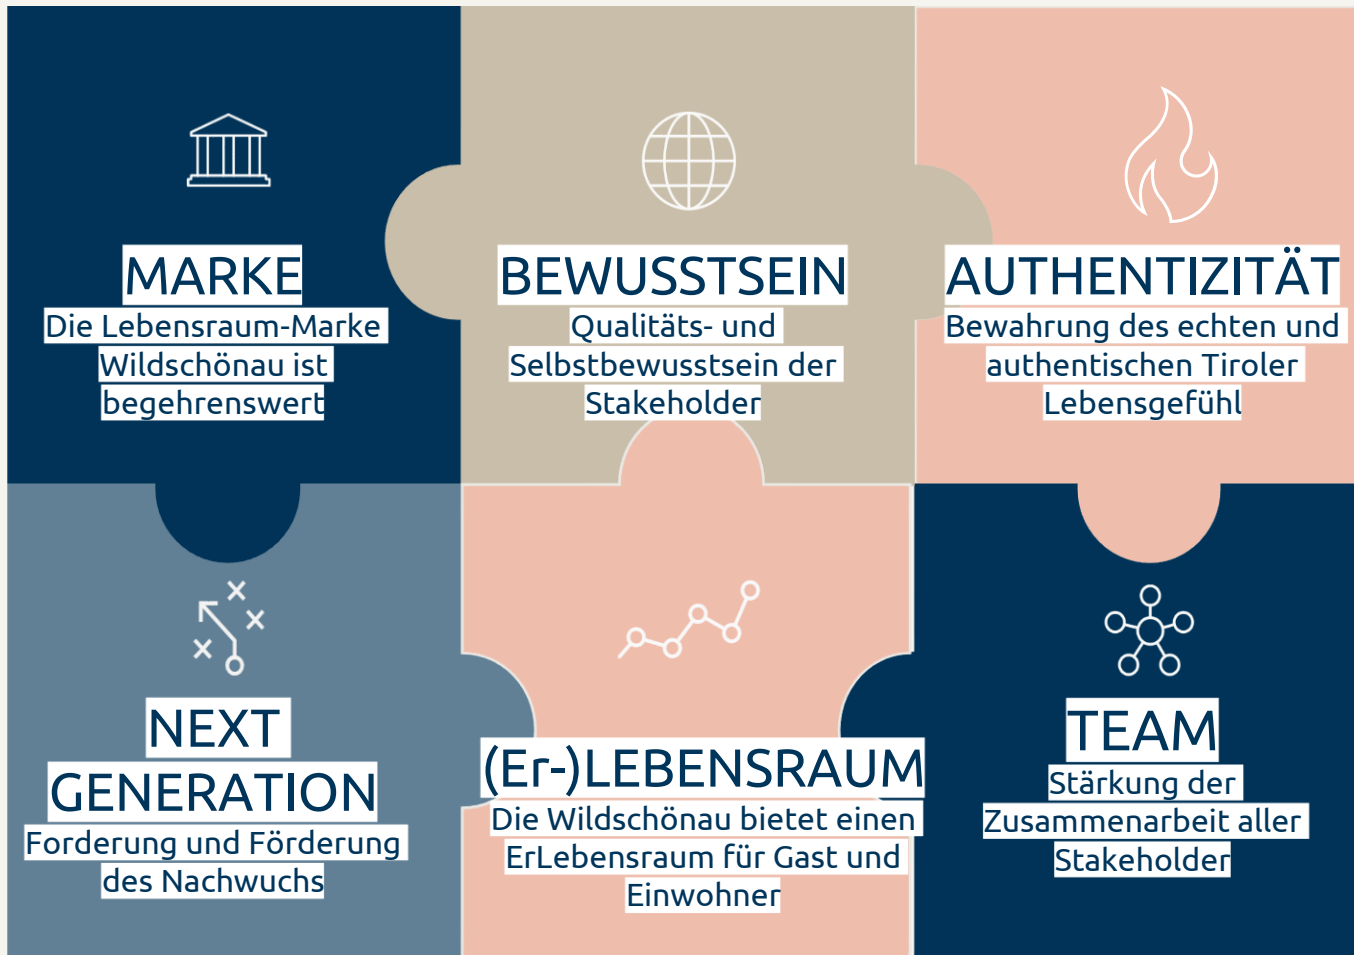 MARKE
Die Lebensraum-Marke
Wildschönau ist
begehrenswert
BEWUSSTSEIN
Qualitäts- und
Selbstbewusstsein der
Stakeholder
AUTHENTIZITÄT
Bewahrung des echten und
authentischen Tiroler
Lebensgefühl
NEXT
GENERATION
Forderung und Förderung
des Nachwuchs
(Er-)LEBENSRAUM
Die Wildschönau bietet einen
ErLebensraum für Gast und
Einwohner
TEAM
Stärkung der
Zusammenarbeit aller
Stakeholder